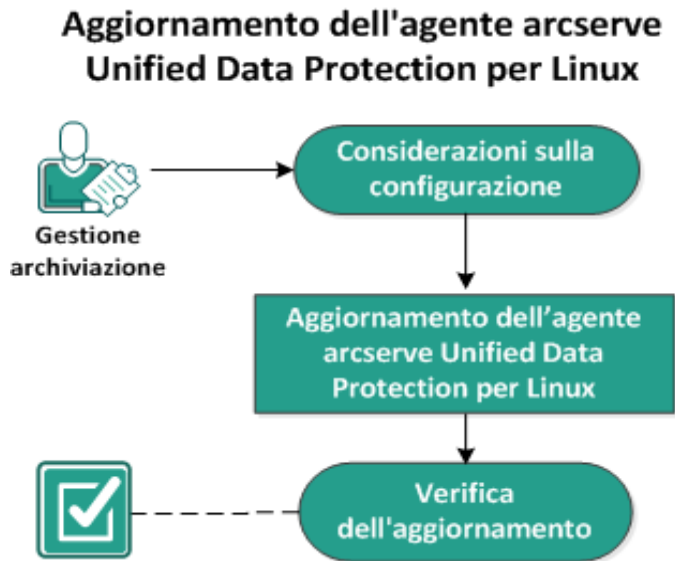 Aggiornamento dell'agente arcserve
Unified Data Protection per Linux
Considerazioni sulla
configurazione
Gestione
archiviazione
Aggiornamento dell’agente
arcserve Unified Data
Protection per Linux
Verifica
dell'aggiornamento